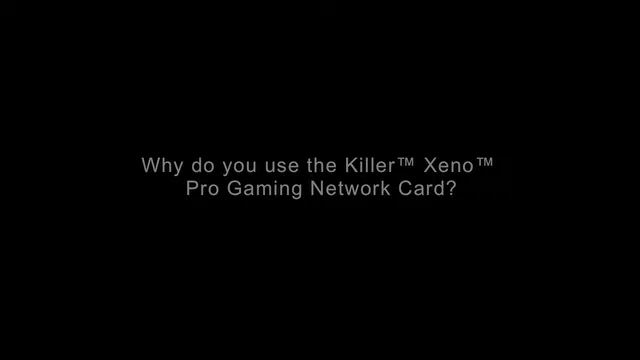 Why do you use the Killer™ Xeno™
Pro Gaming Network Card?